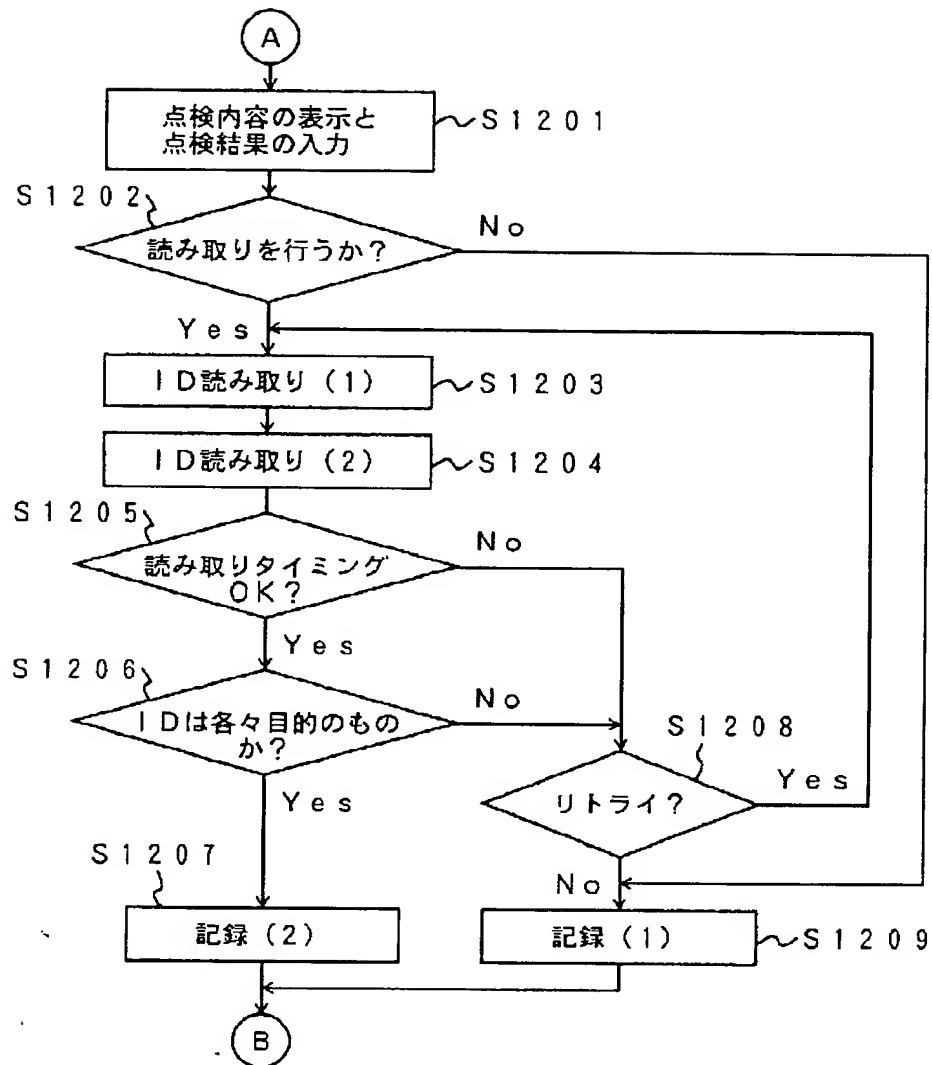 A
点検内容の表示と
点検結果の入力
S1201
S1202
読み取りを行うか?
No
Yes
ID読み取り(1)
S1203
ID読み取り(2)
S1204
S1205
読み取りタイミング
OK?
No
Yes
S1206
IDは各々目的のもの
か?
No
Yes
S1208
リトライ?
Yes
No
S1207
記録(2)
記録(1)
S1209
B